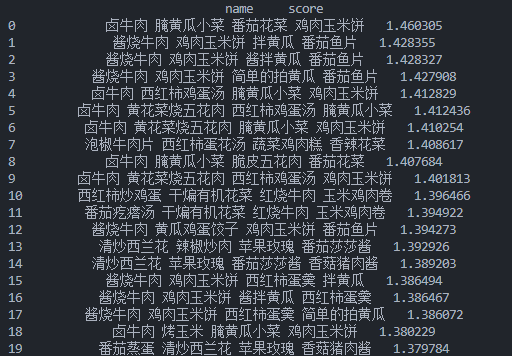 name score
0 卤牛肉 腌黄瓜小菜 番茄花菜 鸡肉玉米饼 1.460305
1 酱烧牛肉 鸡肉玉米饼 拌黄瓜 番茄鱼片 1.428355
2 酱烧牛肉 鸡肉玉米饼 酱拌黄瓜 番茄鱼片 1.428327
3 酱烧牛肉 鸡肉玉米饼 简单的拍黄瓜 番茄鱼片 1.427908
4 卤牛肉 西红柿鸡蛋汤 腌黄瓜小菜 鸡肉玉米饼 1.412829
5 卤牛肉 黄花菜烧五花肉 西红柿鸡蛋汤 腌黄瓜小菜 1.412436
6 卤牛肉 黄花菜烧五花肉 腌黄瓜小菜 鸡肉玉米饼 1.410254
7 泡椒牛肉片 西红柿蛋花汤 蔬菜鸡肉糕 香辣花菜 1.408617
8 卤牛肉 腌黄瓜小菜 脆皮五花肉 番茄花菜 1.407684
9 卤牛肉 黄花菜烧五花肉 西红柿鸡蛋汤 鸡肉玉米饼 1.401813
10 西红柿炒鸡蛋 干煸有机花菜 红烧牛肉 玉米鸡肉卷 1.396466
11 番茄疙瘩汤 干煸有机花菜 红烧牛肉 玉米鸡肉卷 1.394922
12 酱烧牛肉 黄瓜鸡蛋饺子 鸡肉玉米饼 番茄鱼片 1.394273
13 清炒西兰花 辣椒炒肉 苹果玫瑰 番茄莎莎酱 1.392926
14 清炒西兰花 苹果玫瑰 番茄莎莎酱 香菇猪肉酱 1.389203
15 酱烧牛肉 鸡肉玉米饼 西红柿蛋羹 拌黄瓜 1.386494
16 酱烧牛肉 鸡肉玉米饼 酱拌黄瓜 西红柿蛋羹 1.386467
17 酱烧牛肉 鸡肉玉米饼 西红柿蛋羹 简单的拍黄瓜 1.386072
18 卤牛肉 烤玉米 腌黄瓜小菜 鸡肉玉米饼 1.380229
19 番茄蒸蛋 清炒西兰花 苹果玫瑰 香菇猪肉酱 1.379784